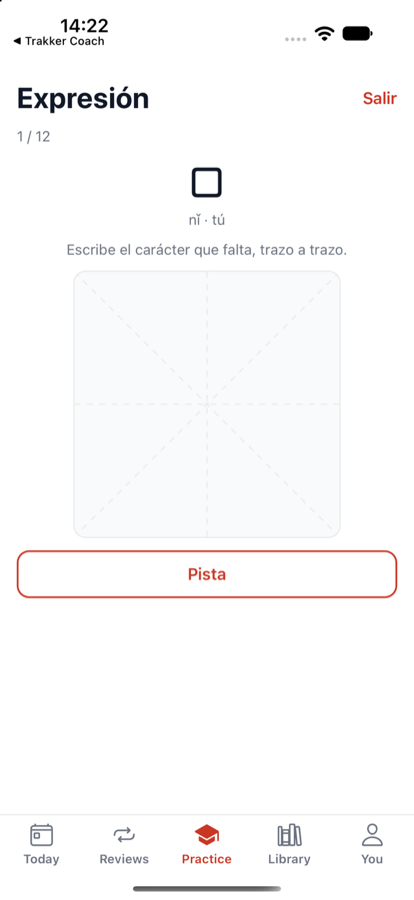 14:22
◀ Trakker Coach
Expresión
Salir
1 / 12
nǐ · tú
Escribe el carácter que falta, trazo a trazo.
Pista
Today
Reviews
Practice
Library
You